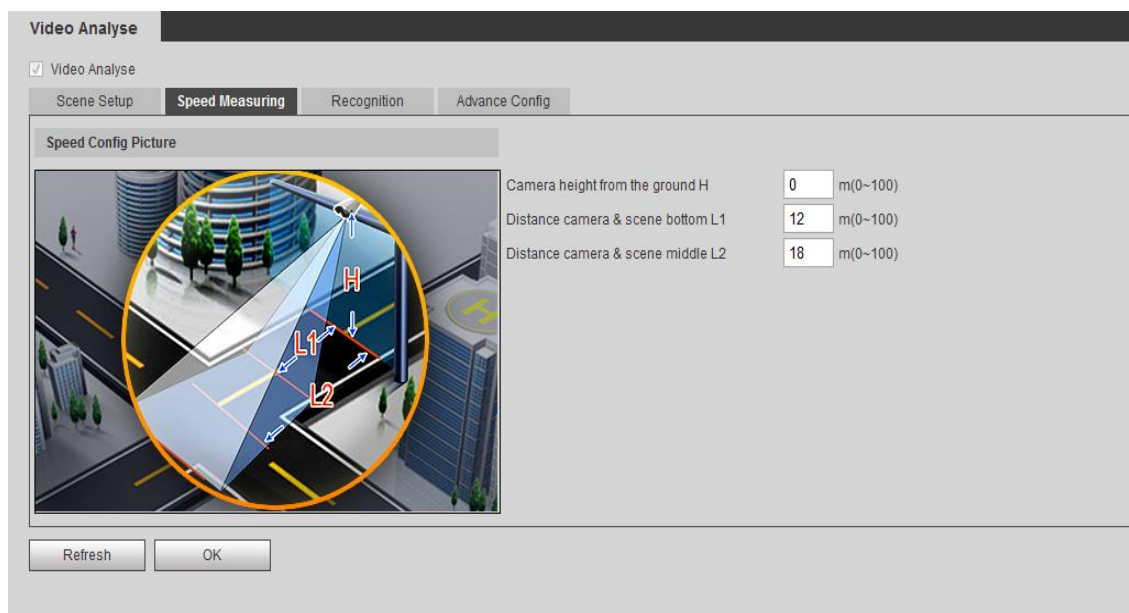 Video Analyse
Video Analyse
Scene Setup Speed Measuring Recognition Advance Config
Speed Config Picture
Camera height from the ground H 0 m(0~100)
Distance camera & scene bottom L1 12 m(0~100)
Distance camera & scene middle L2 18 m(0~100)
H
H
L1
L2
Refresh OK